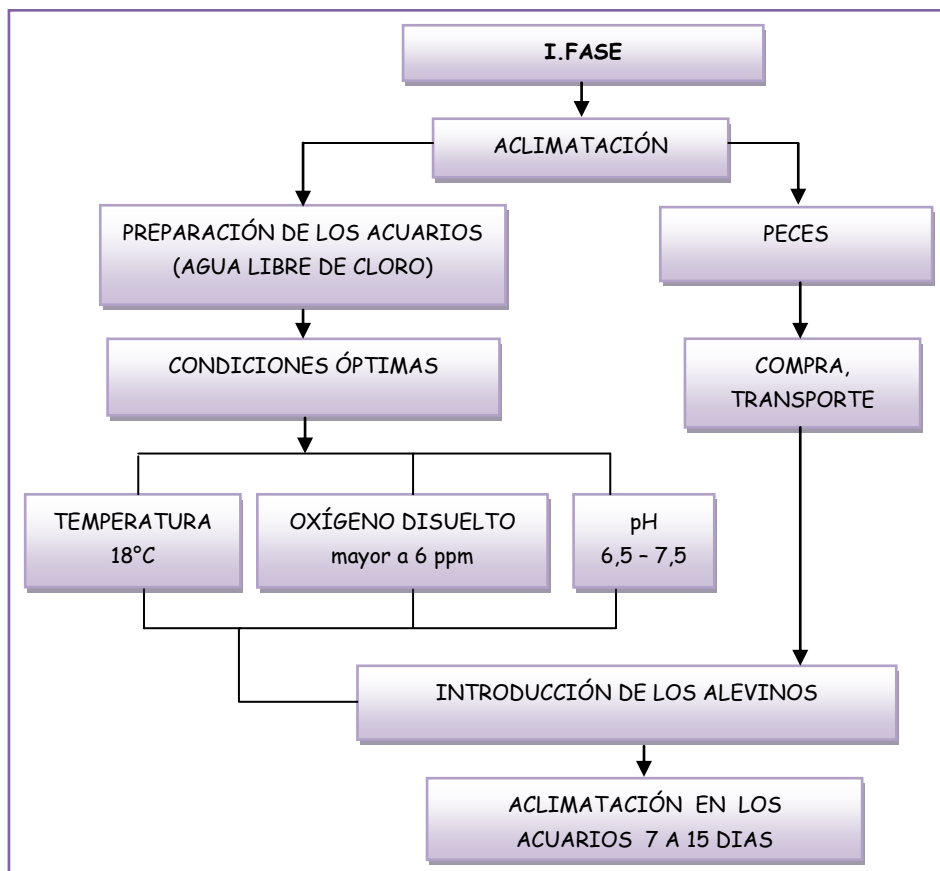 I.FASE
ACLIMATACIÓN
PREPARACIÓN DE LOS ACUARIOS
(AGUA LIBRE DE CLORO)
PECES
CONDICIONES ÓPTIMAS
COMPRA,
TRANSPORTE
TEMPERATURA
18°C
OXÍGENO DISUELTO
mayor a 6 ppm
pH
6,5 – 7,5
INTRODUCCIÓN DE LOS ALEVINOS
ACLIMATACIÓN EN LOS
ACUARIOS 7 A 15 DIAS